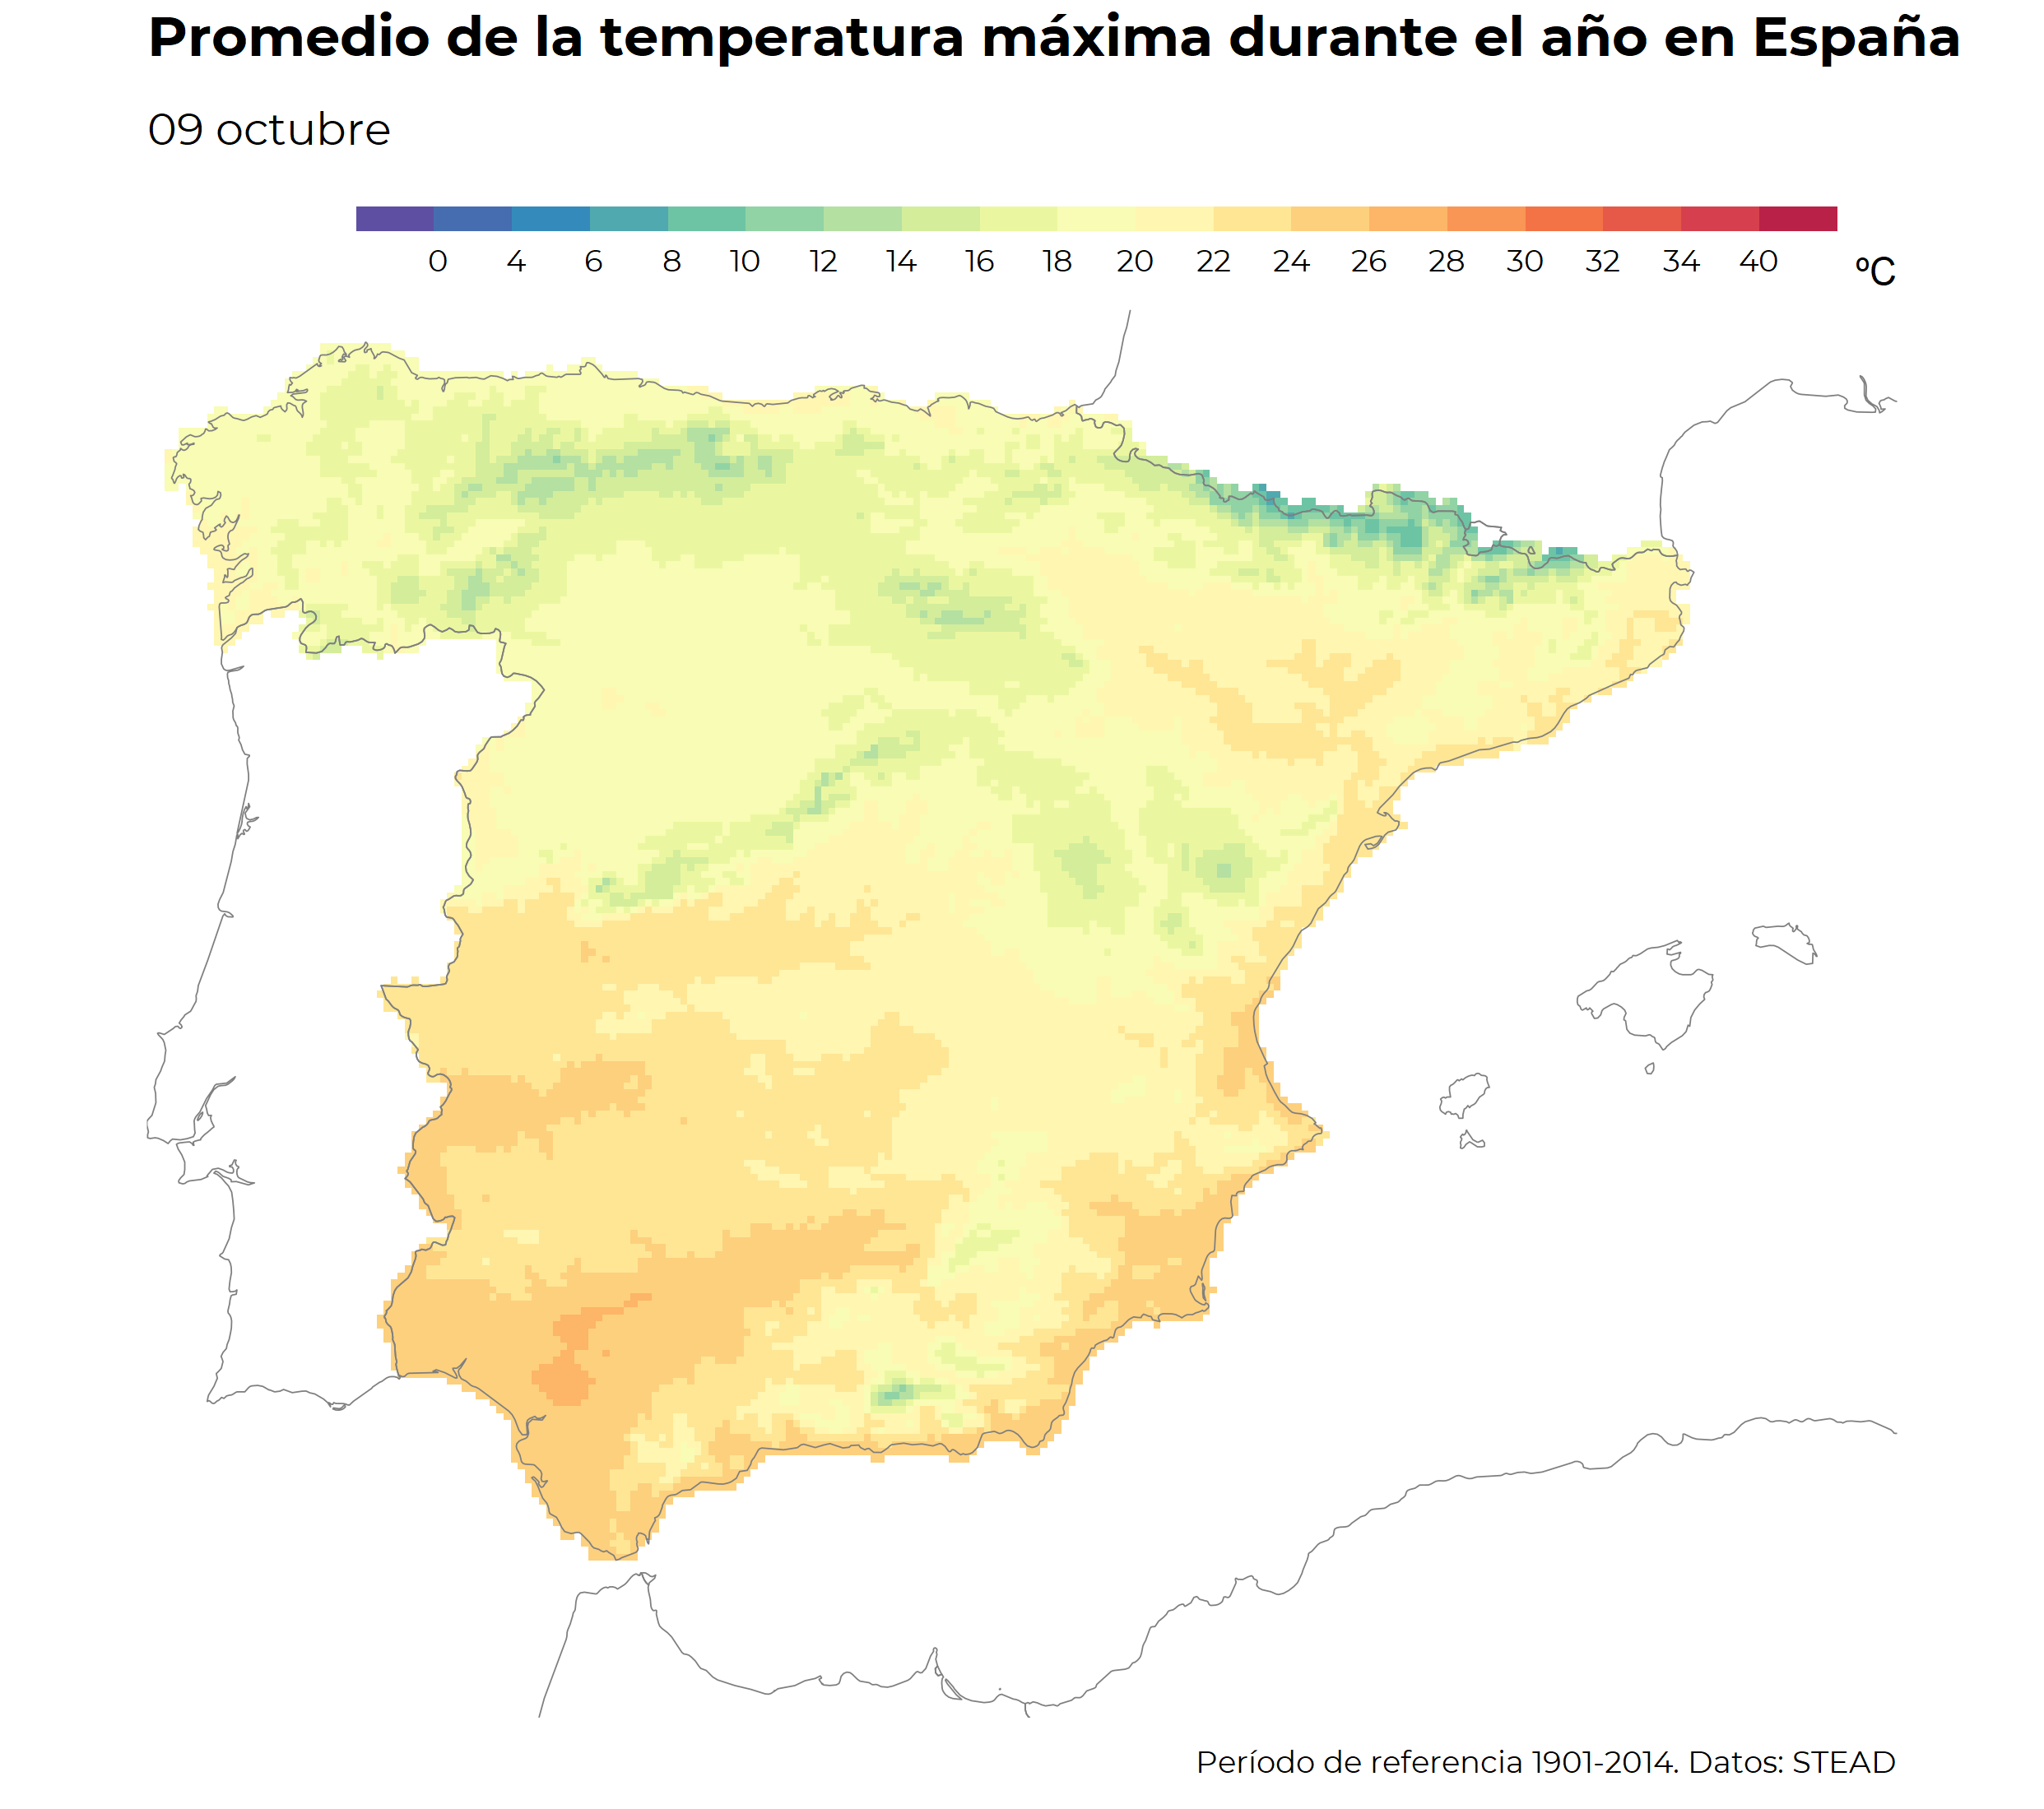 Promedio de la temperatura máxima durante el año en España
09 octubre
0 4 6 8 10 12 14 16 18 20 22 24 26 28 30 32 34 40 ºC
Período de referencia 1901-2014. Datos: STEAD